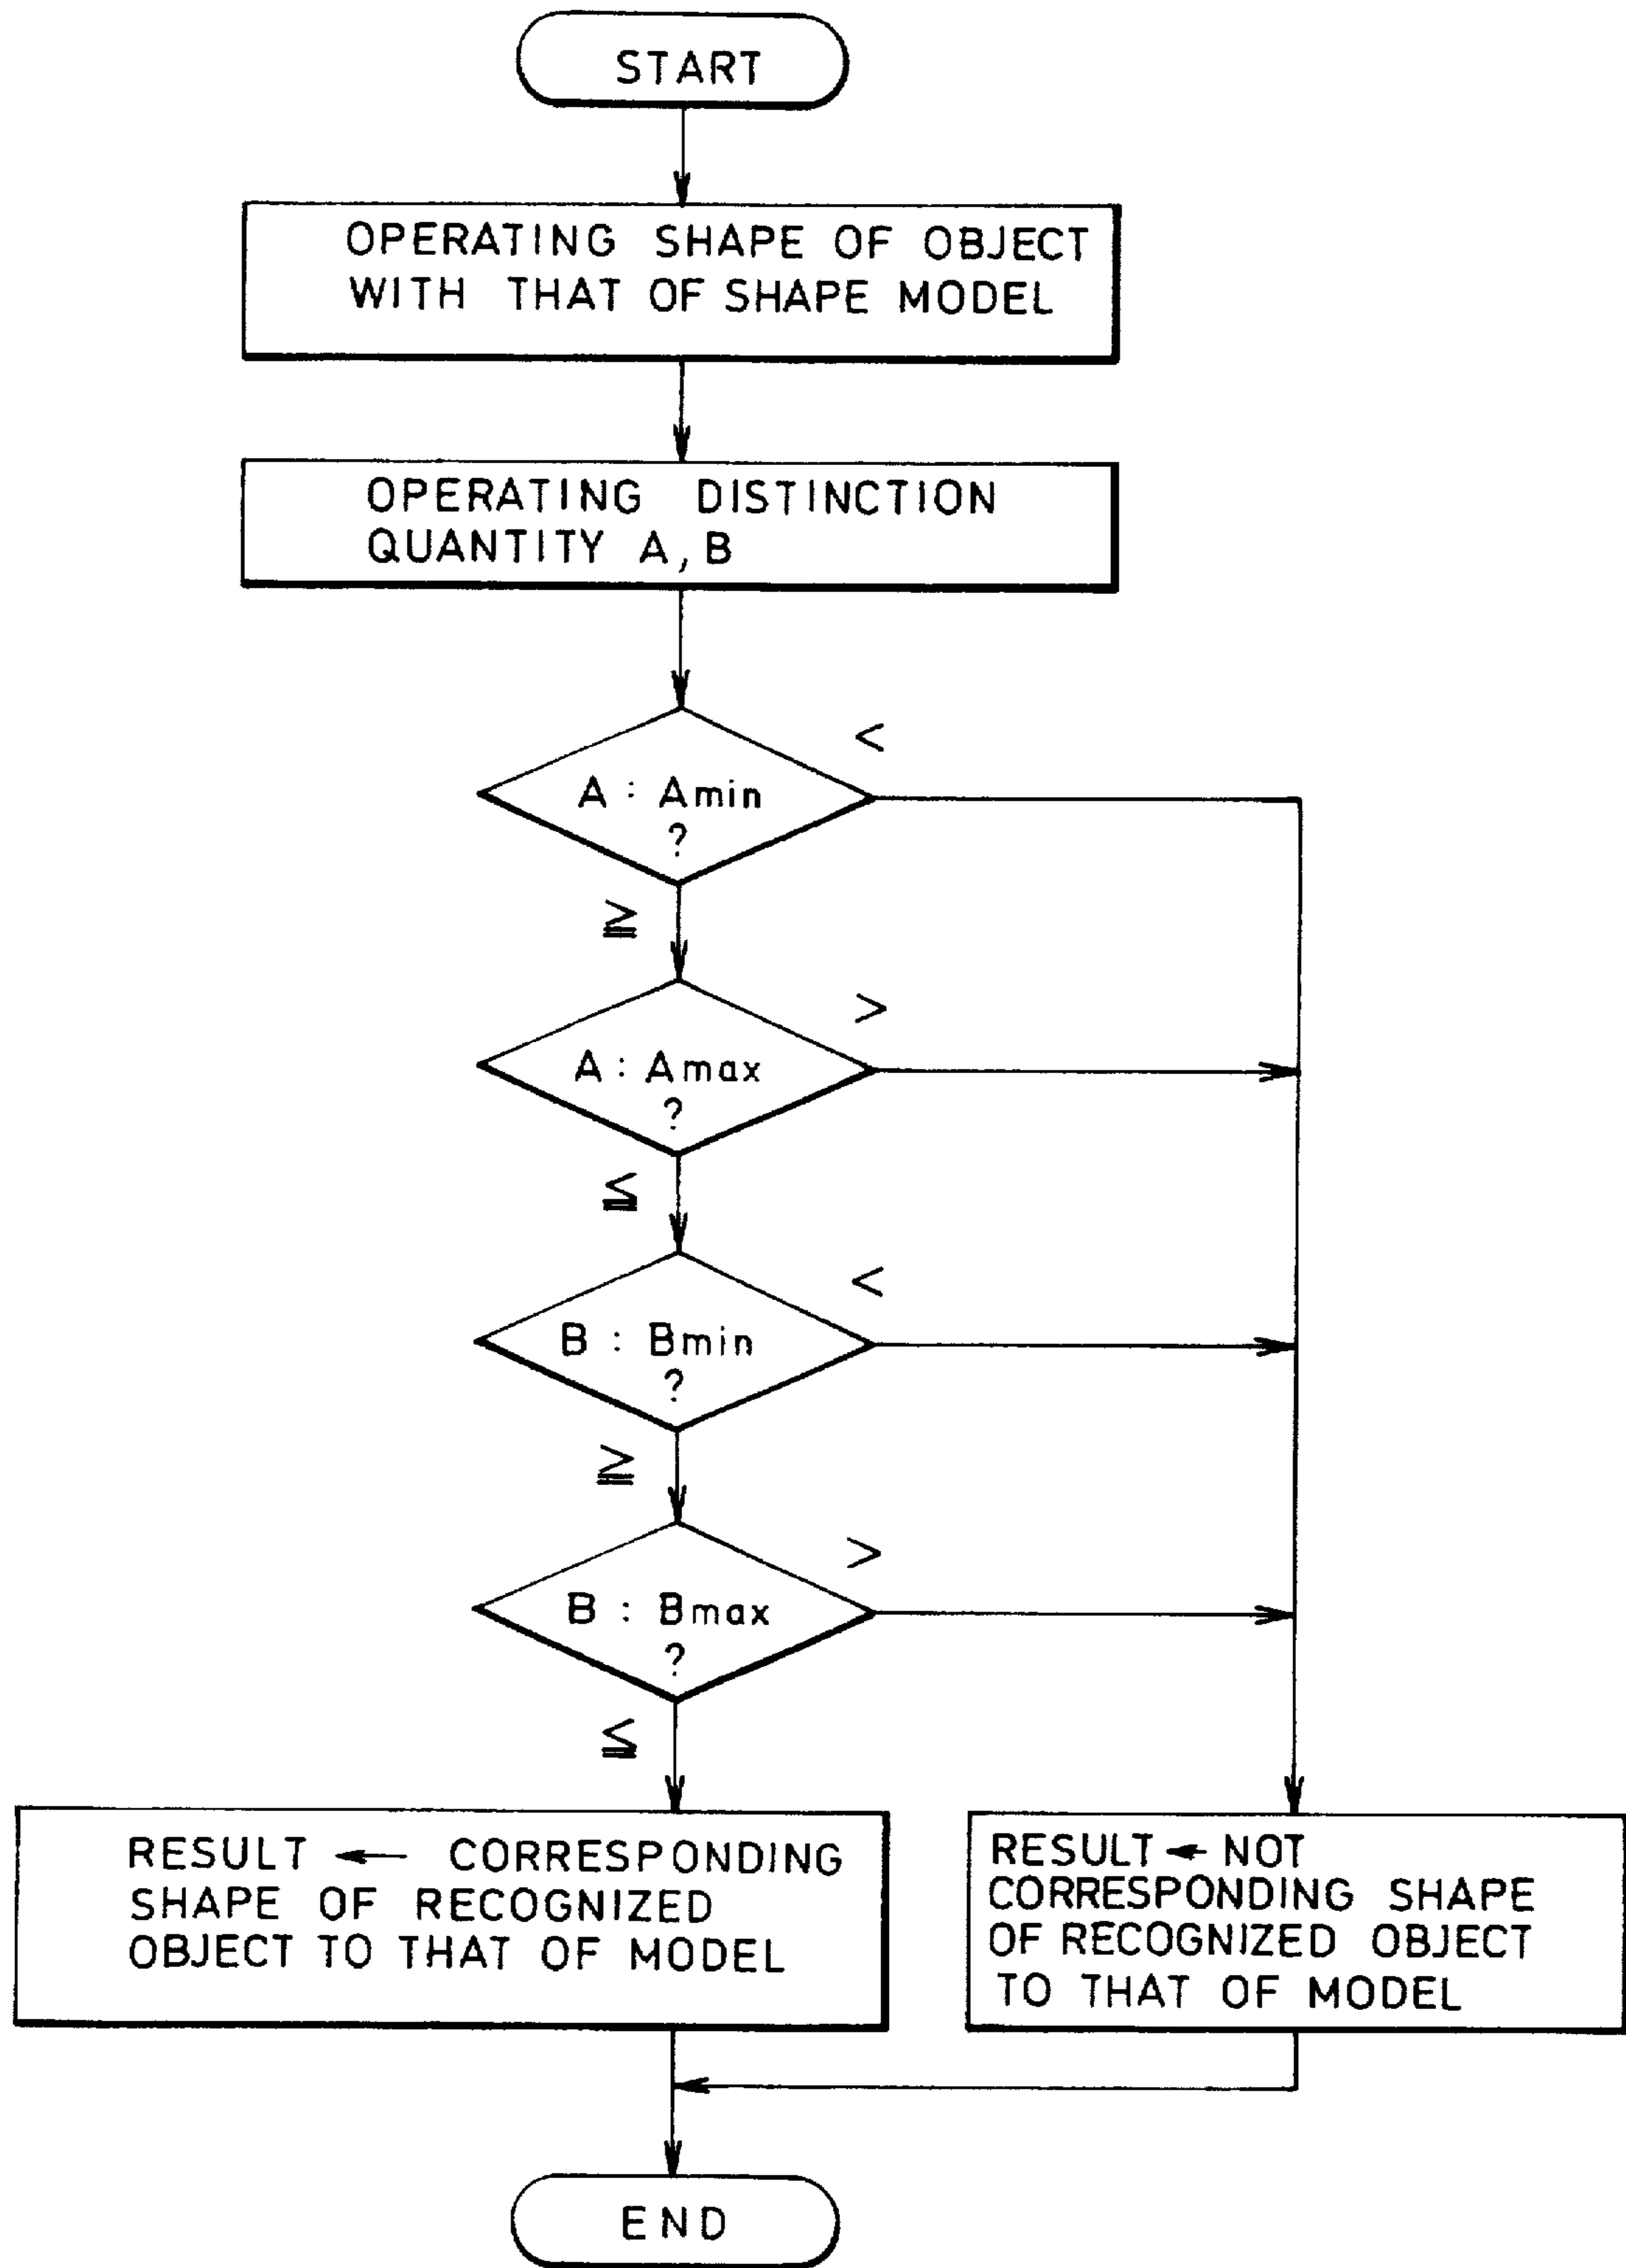 START
OPERATING SHAPE OF OBJECT
WITH THAT OF SHAPE MODEL
OPERATING DISTINCTION
QUANTITY A, B
<
A : Amin
?
≧
>
A : Amax
?
≦
<
B : Bmin
?
≧
>
B : Bmax
?
≦
RESULT ← CORRESPONDING
SHAPE OF RECOGNIZED
OBJECT TO THAT OF MODEL
RESULT ← NOT
CORRESPONDING SHAPE
OF RECOGNIZED OBJECT
TO THAT OF MODEL
END